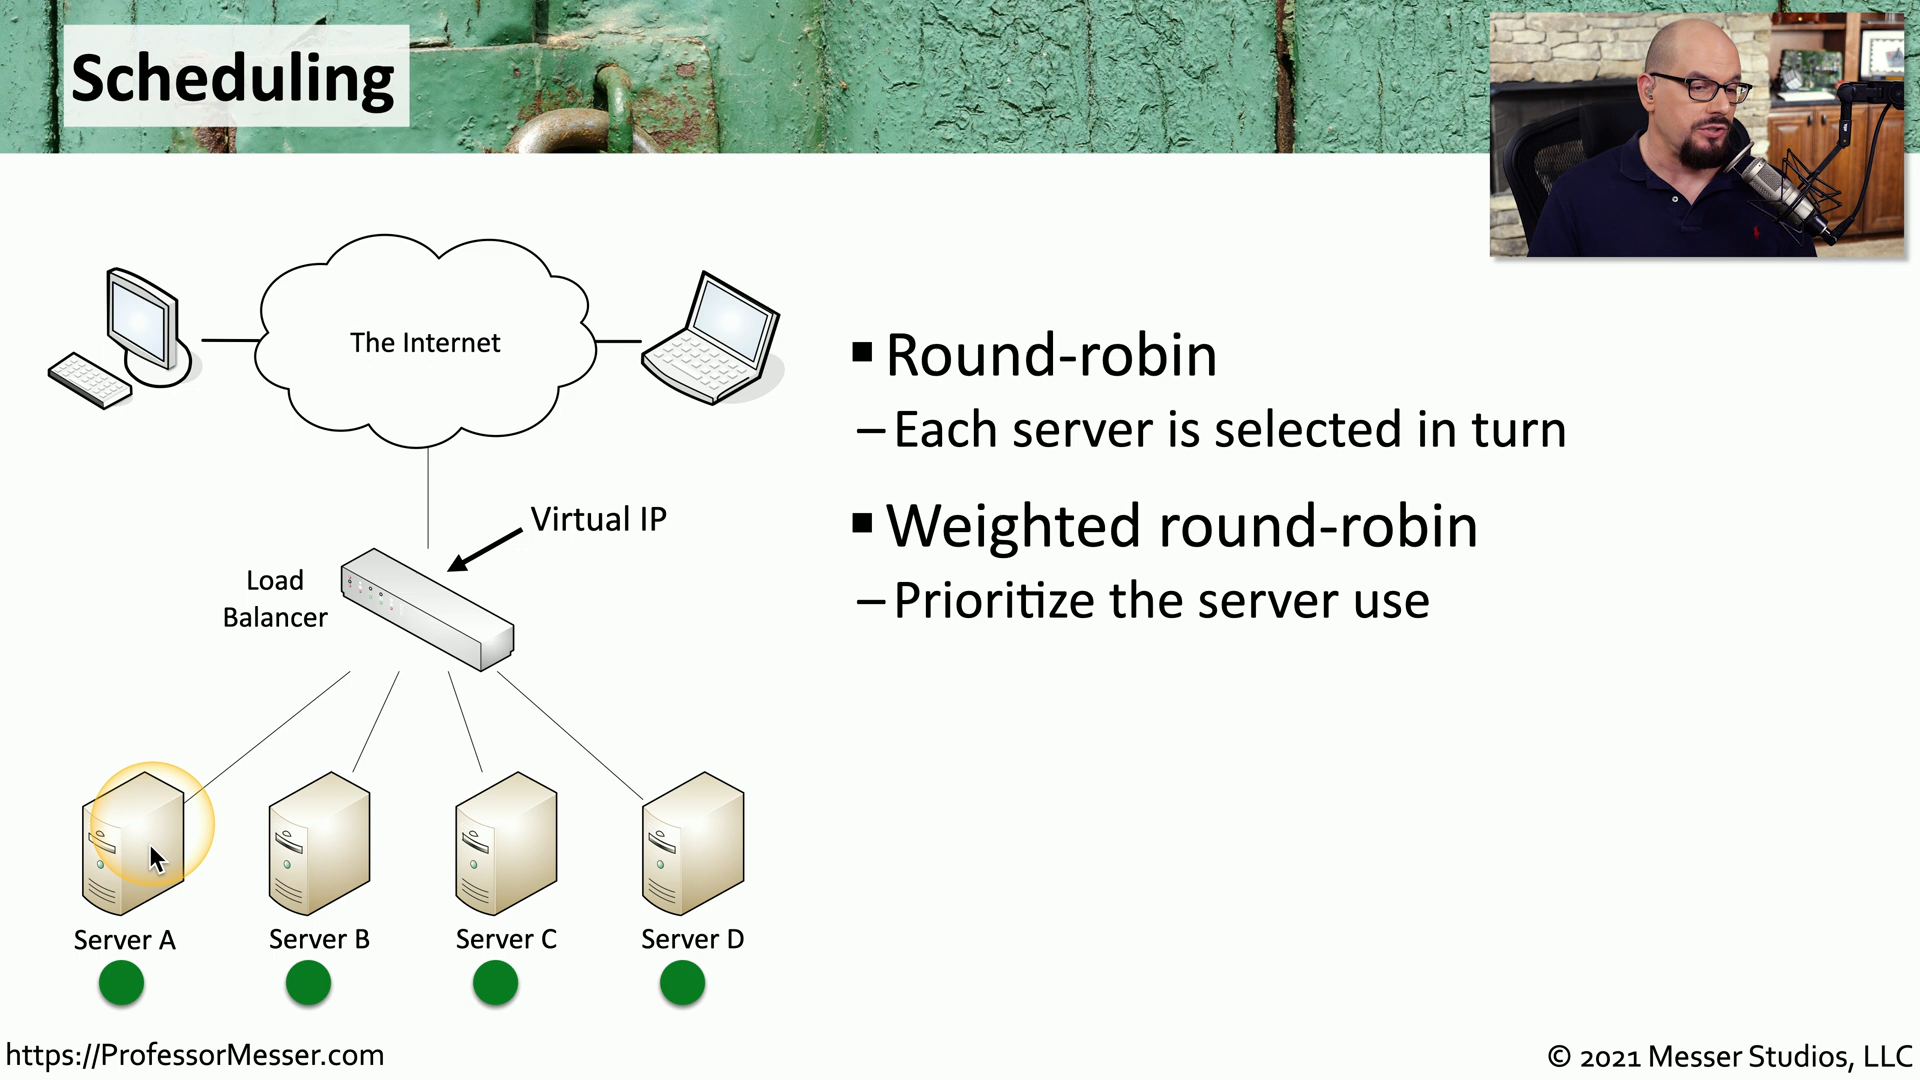 Scheduling
The Internet
Virtual IP
Load
Balancer
Server A
Server B
Server C
Server D
▪ Round-robin
– Each server is selected in turn
▪ Weighted round-robin
– Prioritize the server use
https://ProfessorMesser.com
© 2021 Messer Studios, LLC